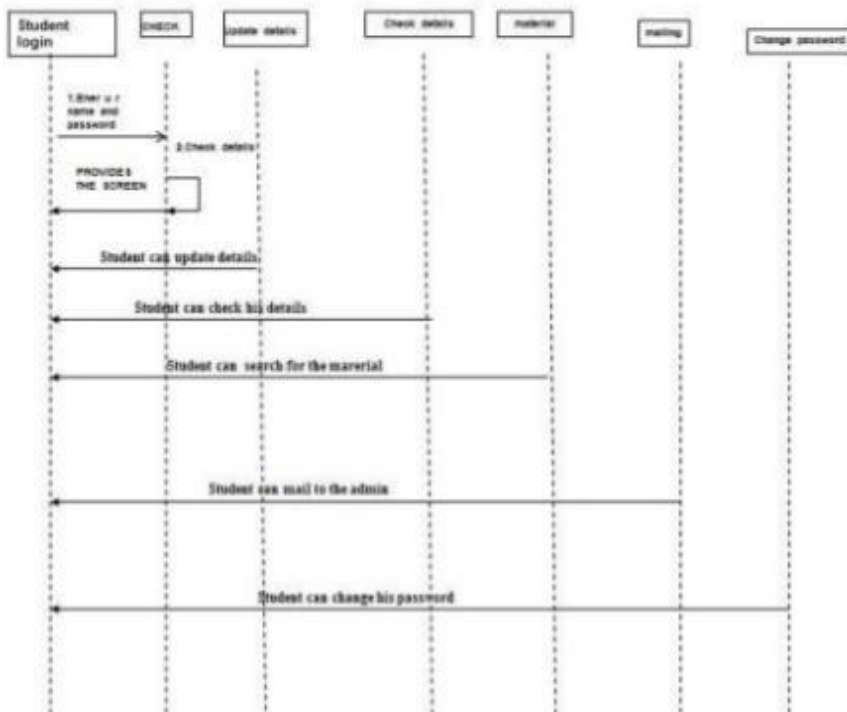 Student
login
CHECK
Update details
Check details
material
mailing
Change password
1.Eher u r
name and
password
2.Check details
PROVIDES
THE SCREEN
Student can update details
Student can check his details
Student can search for the marerial
Student can mail to the admin
Student can change his password